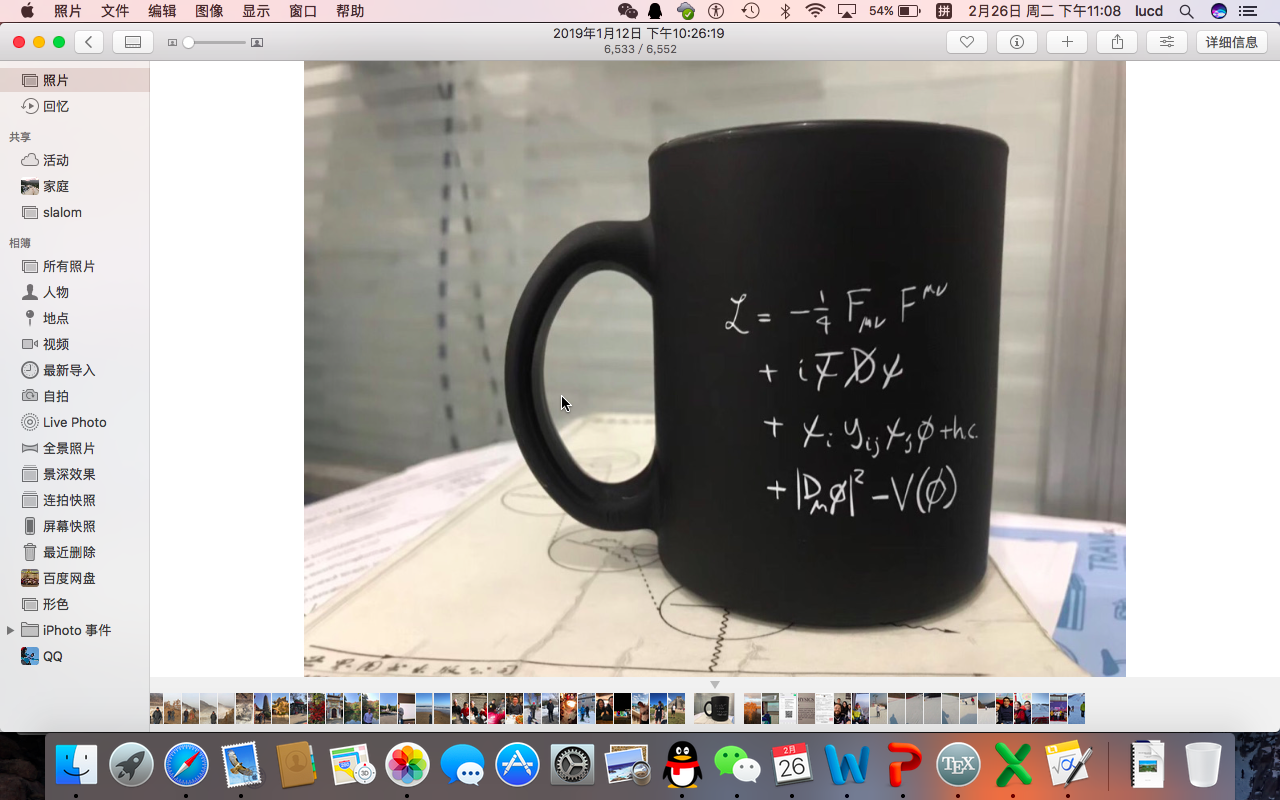 照片 文件 编辑 图像 显示 窗口 帮助 54% 拼 2月26日 周二 下午11:08 lucd
2019年1月12日 下午10:26:19
6,533 / 6,552
详细信息
照片
回忆
共享
活动
家庭
slalom
相簿
所有照片
人物
地点
视频
最新导入
自拍
Live Photo
全景照片
景深效果
连拍快照
屏幕快照
最近删除
百度网盘
形色
iPhoto 事件
QQ
ℒ = -¼ F_μν F^μν
+ i ψ̄ D̸ ψ
+ ψ_i y_ij ψ_j φ + h.c.
+ |D_μ φ|² - V(φ)
TRAV
3D
2月
26
TEX
√α